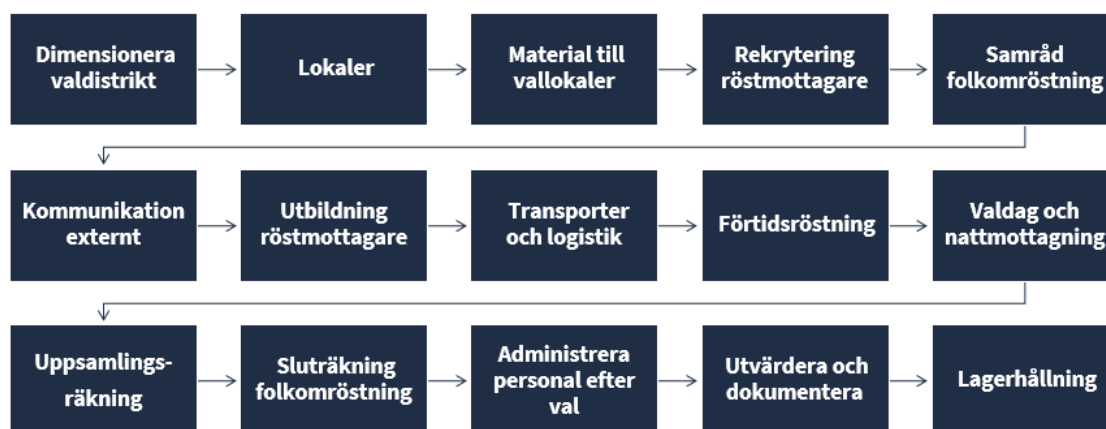 Dimensionera
valdistrikt
Lokaler
Material till
vallokaler
Rekrytering
röstmottagare
Samråd
folkomröstning
Kommunikation
externt
Utbildning
röstmottagare
Transporter
och logistik
Förtidsröstning
Valdag och
nattmottagning
Uppsamlings-
räkning
Sluträkning
folkomröstning
Administrera
personal efter
val
Utvärdera och
dokumentera
Lagerhållning